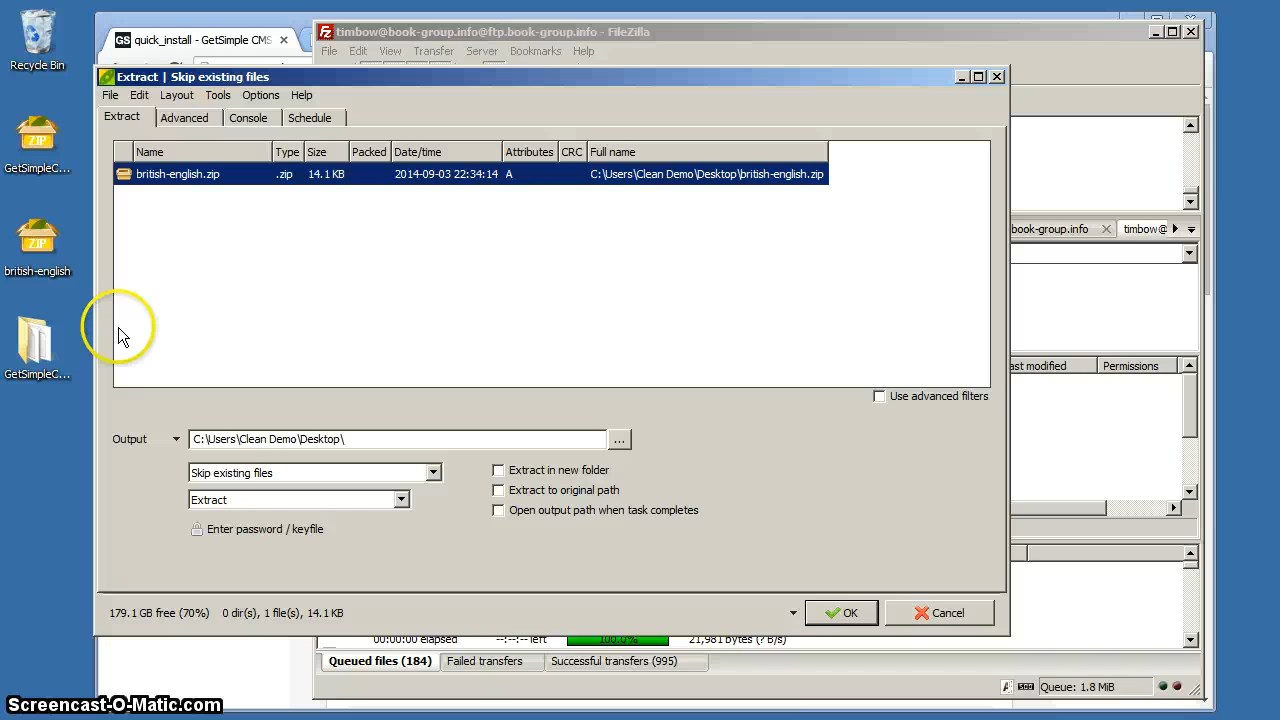 Recycle Bin
GetSimpleC...
british-english
GetSimpleC...
GS quick_install - GetSimple CMS
timbow@book-group.info@ftp.book-group.info - FileZilla
File Edit View Transfer Server Bookmarks Help
Extract | Skip existing files
File Edit Layout Tools Options Help
Extract Advanced Console Schedule
Name Type Size Packed Date/time Attributes CRC Full name
british-english.zip .zip 14.1 KB 2014-09-03 22:34:14 A C:\Users\Clean Demo\Desktop\british-english.zip
Use advanced filters
Output C:\Users\Clean Demo\Desktop\ ...
Skip existing files
Extract
Enter password / keyfile
Extract in new folder
Extract to original path
Open output path when task completes
179.1 GB free (70%) 0 dir(s), 1 file(s), 14.1 KB
OK Cancel
book-group.info timbow@
ast modified Permissions
00:00:00 elapsed --:--:-- left 100.0% 21,981 bytes (? B/s)
Queued files (184) Failed transfers Successful transfers (995)
Queue: 1.8 MiB
ZIP
ZIP
Screencast-O-Matic.com